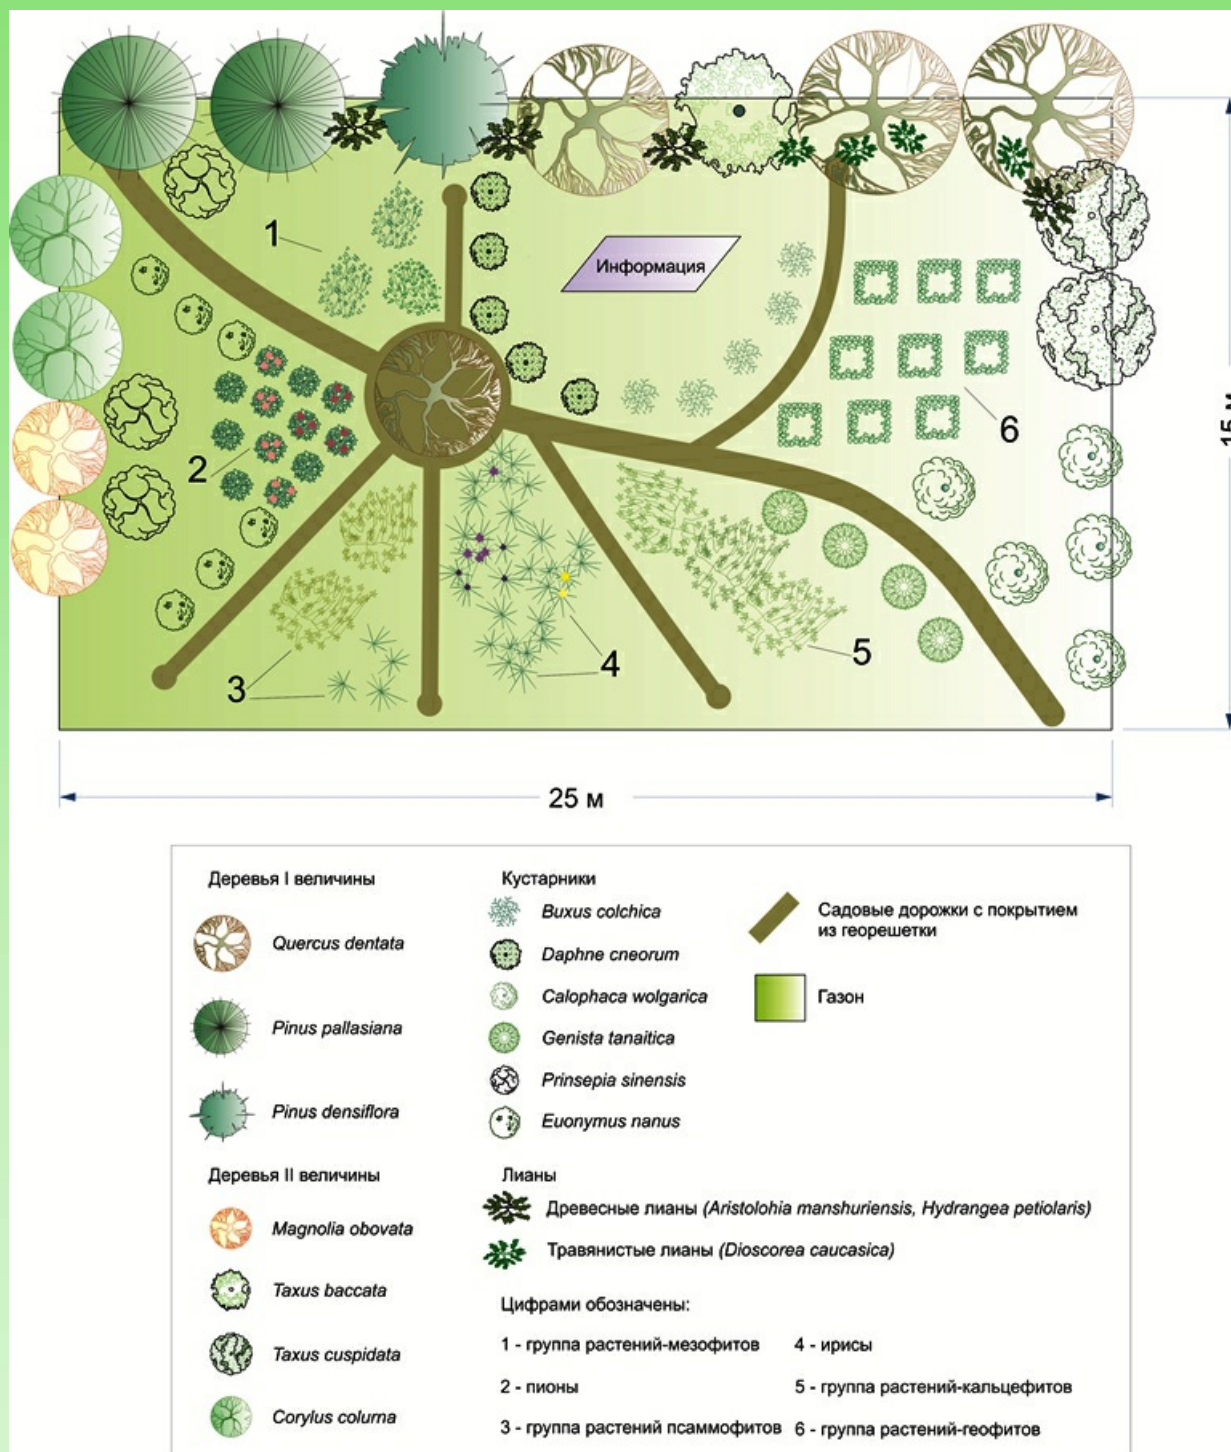 1
Информация
6
2
3
4
5
15 м
25 м
Деревья I величины
Quercus dentata
Pinus pallasiana
Pinus densiflora
Деревья II величины
Magnolia obovata
Taxus baccata
Taxus cuspidata
Corylus colurna
Кустарники
Buxus colchica
Daphne cneorum
Calophaca wolgarica
Genista tanaitica
Prinsepia sinensis
Euonymus nanus
Лианы
Древесные лианы (Aristolohia manshuriensis, Hydrangea petiolaris)
Травянистые лианы (Dioscorea caucasica)
Садовые дорожки с покрытием
из георешетки
Газон
Цифрами обозначены:
1 - группа растений-мезофитов
2 - пионы
3 - группа растений псаммофитов
4 - ирисы
5 - группа растений-кальцефитов
6 - группа растений-геофитов